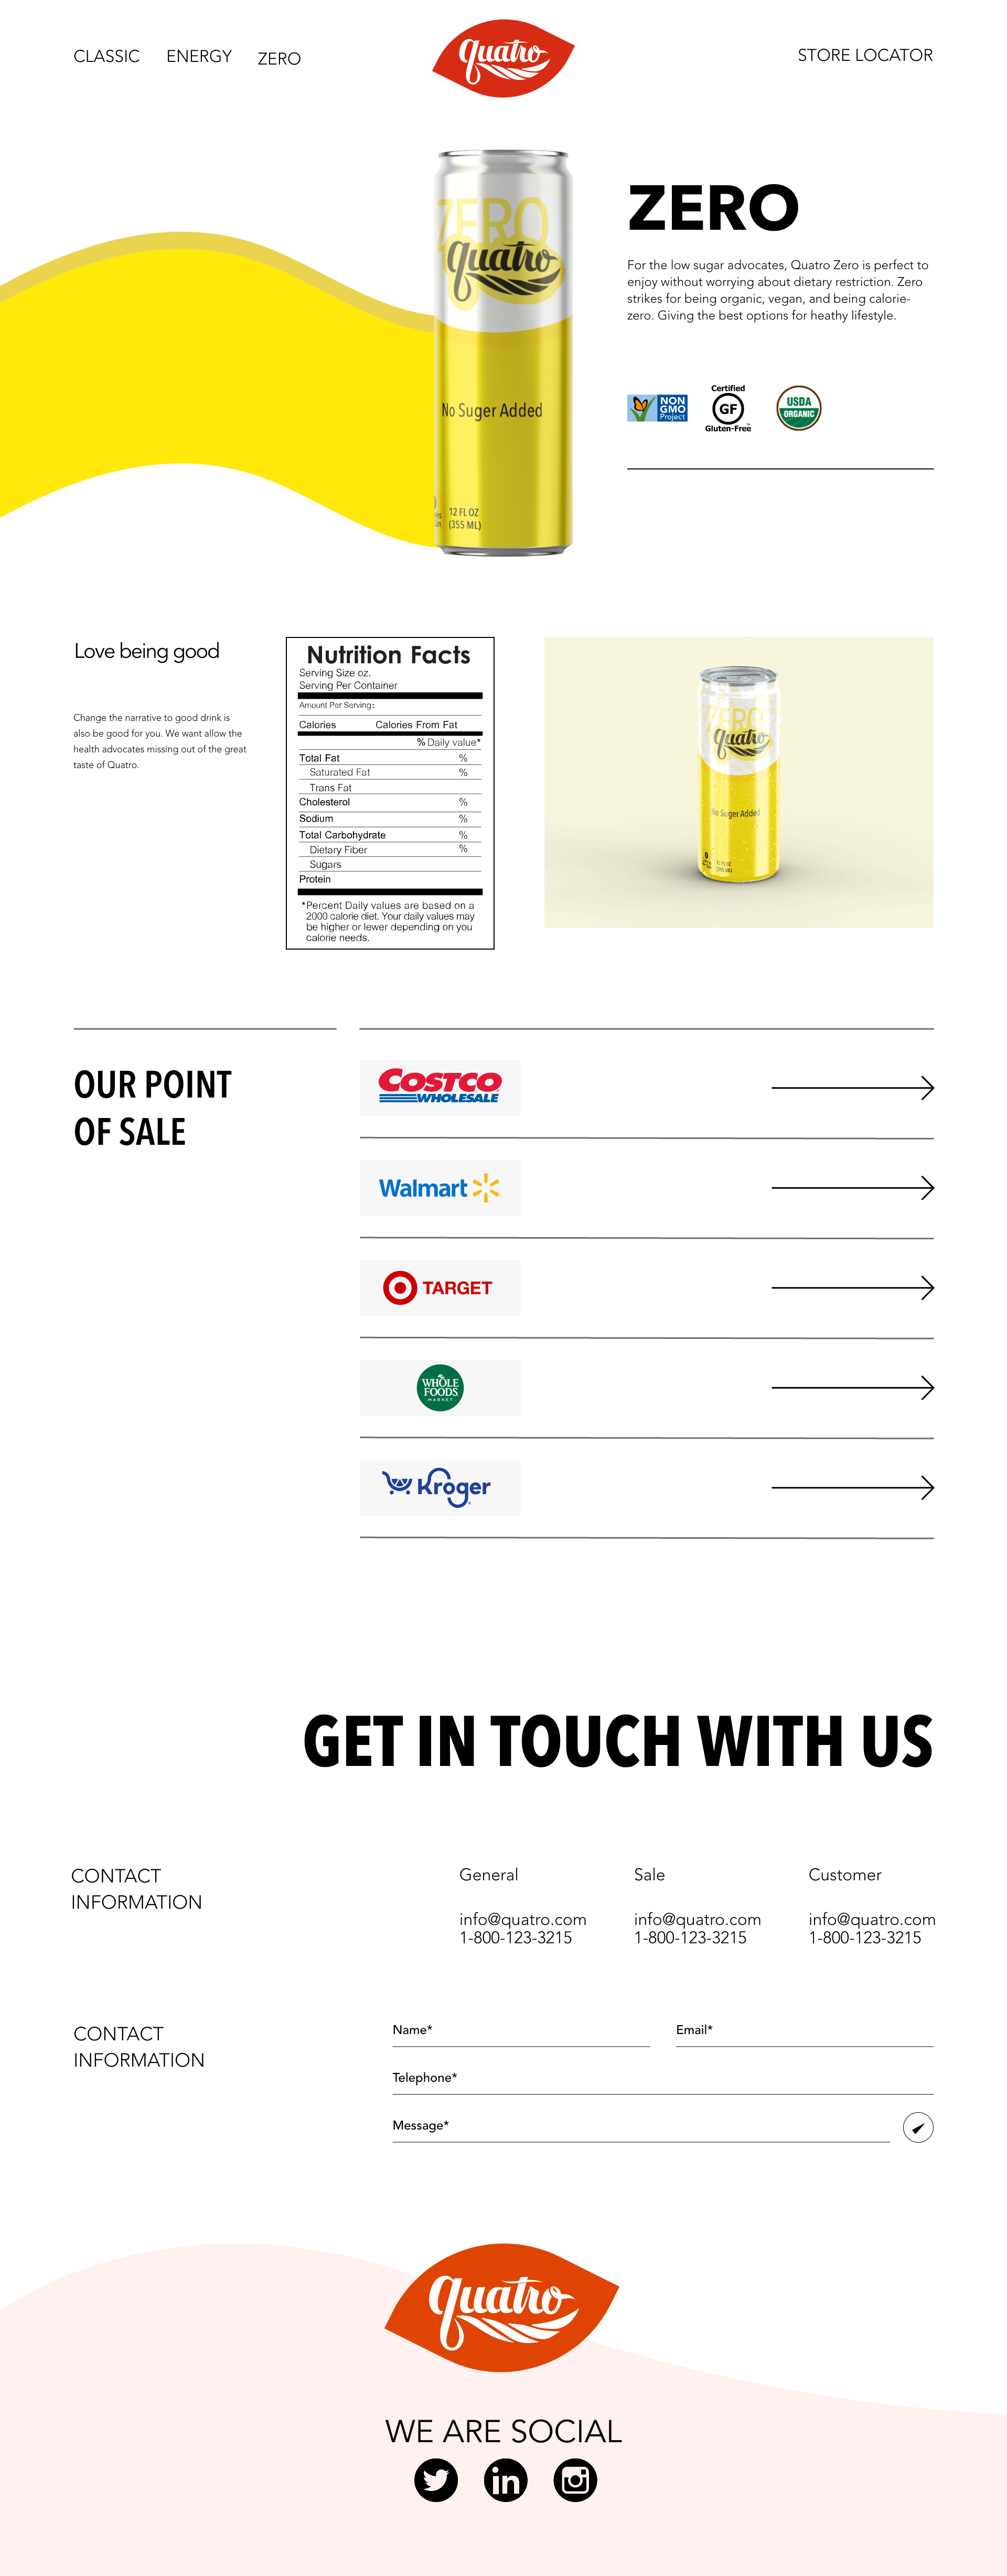 CLASSIC ENERGY ZERO
quatro
STORE LOCATOR
ZERO
quatro
No Suger Added
12 FL OZ
(355 ML)
ZERO
For the low sugar advocates, Quatro Zero is perfect to
enjoy without worrying about dietary restriction. Zero
strikes for being organic, vegan, and being calorie-
zero. Giving the best options for heathy lifestyle.
NON
GMO
Project
Certified
GF
Gluten-Free
USDA
ORGANIC
Love being good
Change the narrative to good drink is
also be good for you. We want allow the
health advocates missing out of the great
taste of Quatro.
Nutrition Facts
Serving Size oz.
Serving Per Container
Amount Per Serving:
Calories Calories From Fat
% Daily value*
Total Fat %
Saturated Fat %
Trans Fat
Cholesterol %
Sodium %
Total Carbohydrate %
Dietary Fiber %
Sugars
Protein
*Percent Daily values are based on a
2000 calorie diet. Your daily values may
be higher or lewer depending on you
calorie needs.
ZERO
quatro
No Suger Added
12 FL OZ
(355 ML)
OUR POINT
OF SALE
COSTCO
WHOLESALE
Walmart
TARGET
WHOLE
FOODS
MARKET
Kroger
GET IN TOUCH WITH US
CONTACT
INFORMATION
General
info@quatro.com
1-800-123-3215
Sale
info@quatro.com
1-800-123-3215
Customer
info@quatro.com
1-800-123-3215
CONTACT
INFORMATION
Name*
Email*
Telephone*
Message*
quatro
WE ARE SOCIAL
in